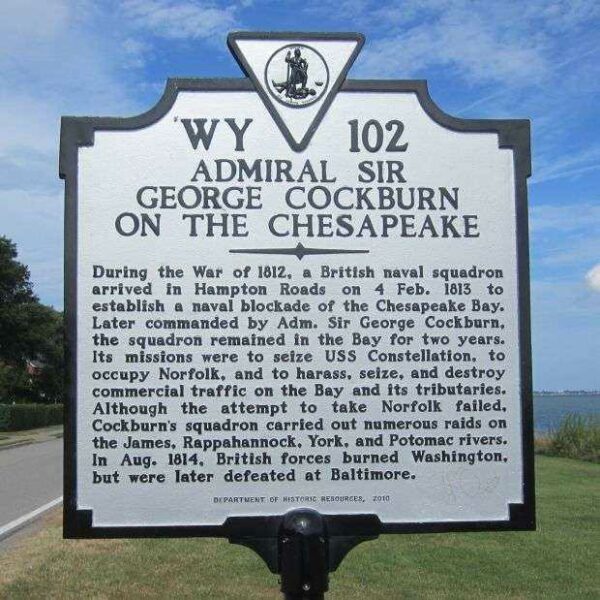 WY 102
ADMIRAL SIR
GEORGE COCKBURN
ON THE CHESAPEAKE
During the War of 1812, a British naval squadron
arrived in Hampton Roads on 4 Feb. 1813 to
establish a naval blockade of the Chesapeake Bay.
Later commanded by Adm. Sir George Cockburn,
the squadron remained in the Bay for two years.
Its missions were to seize USS Constellation, to
occupy Norfolk, and to harass, seize, and destroy
commercial traffic on the Bay and its tributaries.
Although the attempt to take Norfolk failed,
Cockburn's squadron carried out numerous raids on
the James, Rappahannock, York, and Potomac rivers.
In Aug. 1814, British forces burned Washington,
but were later defeated at Baltimore.
DEPARTMENT OF HISTORIC RESOURCES, 2010